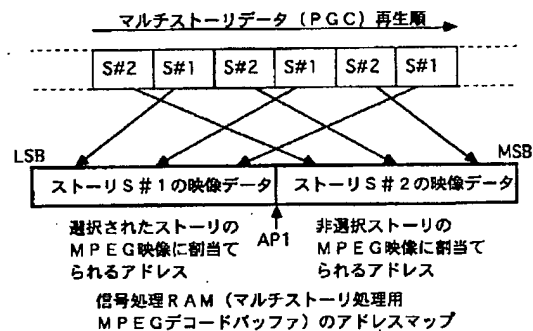 マルチストーリデータ（PGC）再生順
S#2 S#1 S#2 S#1 S#2 S#1
LSB MSB
ストーリS#1の映像データ ストーリS#2の映像データ
選択されたストーリの
MPEG映像に割当て
られるアドレス
AP1
非選択ストーリの
MPEG映像に割当て
られるアドレス
信号処理RAM（マルチストーリ処理用
MPEGデコードバッファ）のアドレスマップ